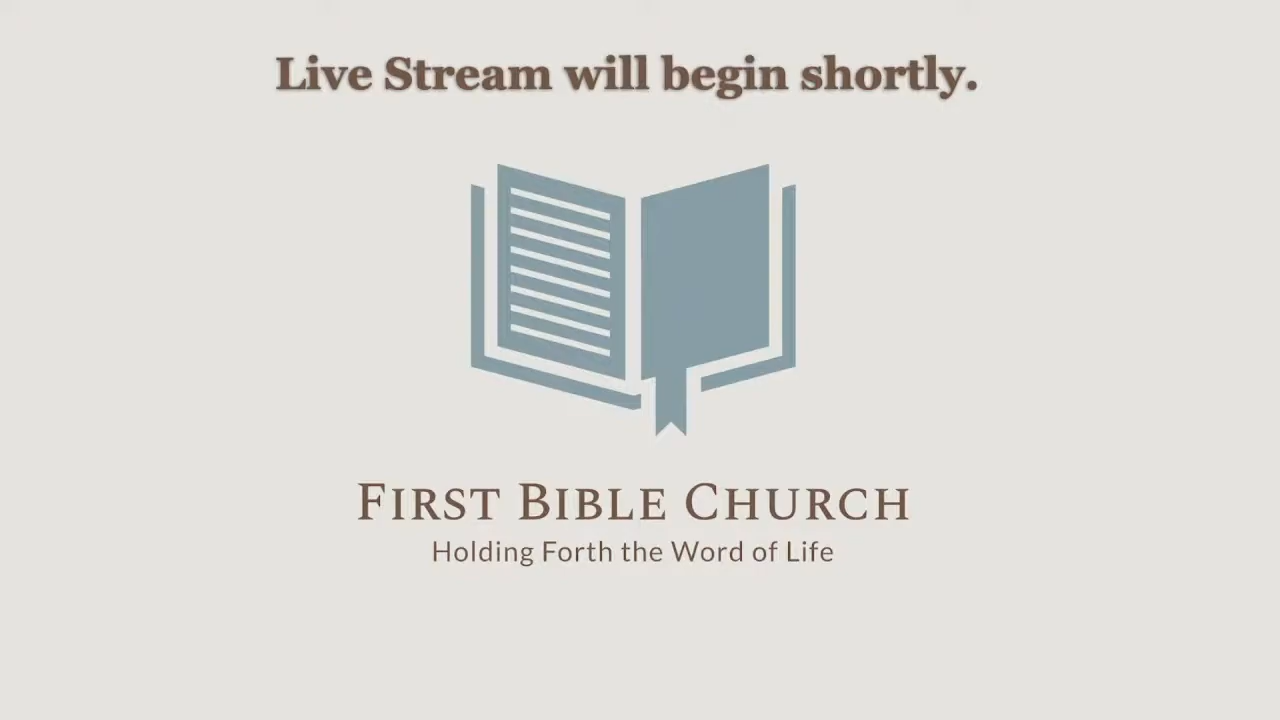 Live Stream will begin shortly.
First Bible Church
Holding Forth the Word of Life